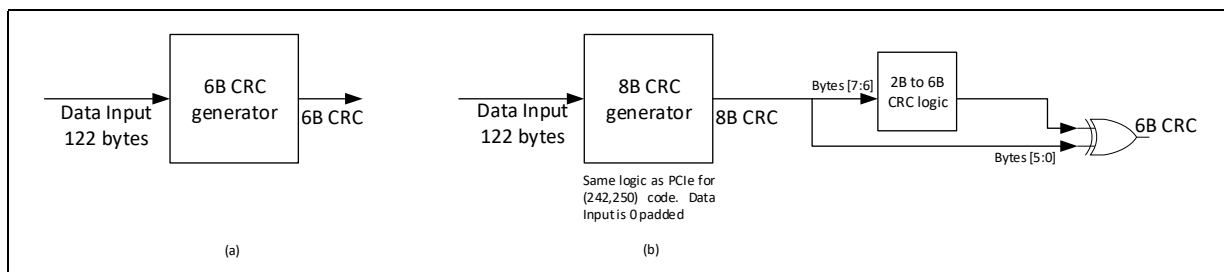 Data Input
122 bytes
6B CRC
generator
6B CRC
(a)
Data Input
122 bytes
8B CRC
generator
8B CRC
Same logic as PCIe for
(242,250) code. Data
Input is 0 padded
Bytes [7:6]
2B to 6B
CRC logic
Bytes [5:0]
6B CRC
(b)